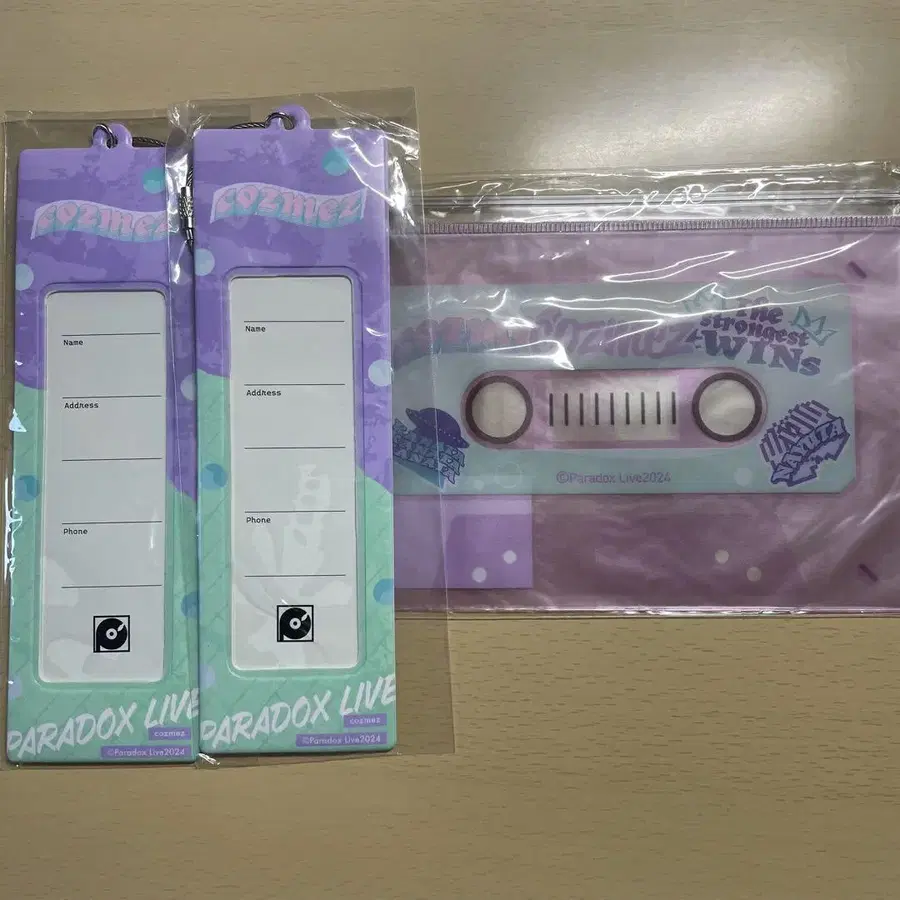 cozmez
Name
Address
Phone
PARADOX LIVE
cozmez
©Paradox Live2024
cozmez
Name
Address
Phone
PARADOX LIVE
cozmez
©Paradox Live2024
cozmez
The
strongest
WINs
NAYUTA
©Paradox Live2024